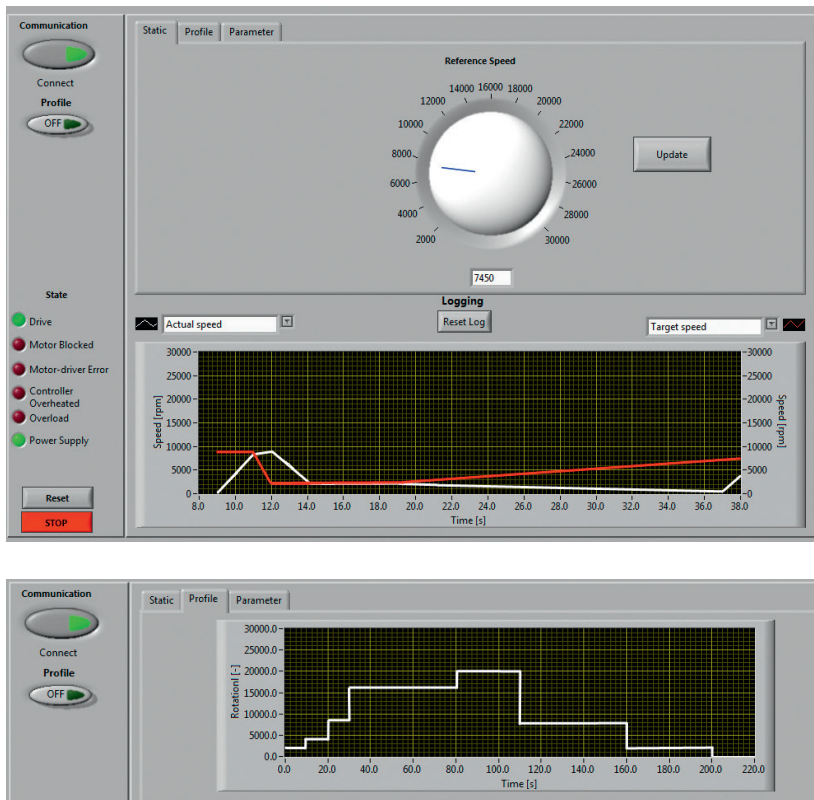 Communication
Connect
Profile
OFF
Static Profile Parameter
Reference Speed
2000
4000
6000
8000
10000
12000
14000
16000
18000
20000
22000
24000
26000
28000
30000
7450
Update
State
Drive
Motor Blocked
Motor-driver Error
Controller
Overheated
Overload
Power Supply
Reset
STOP
Logging
Actual speed
Reset Log
Target speed
30000
25000
20000
15000
10000
5000
0
Speed [rpm]
30000
25000
20000
15000
10000
5000
0
Speed [rpm]
8.0 10.0 12.0 14.0 16.0 18.0 20.0 22.0 24.0 26.0 28.0 30.0 32.0 34.0 36.0 38.0
Time [s]
Communication
Connect
Profile
OFF
Static Profile Parameter
30000.0
25000.0
20000.0
15000.0
10000.0
5000.0
0.0
Rotationl [-]
0.0 20.0 40.0 60.0 80.0 100.0 120.0 140.0 160.0 180.0 200.0 220.0
Time [s]